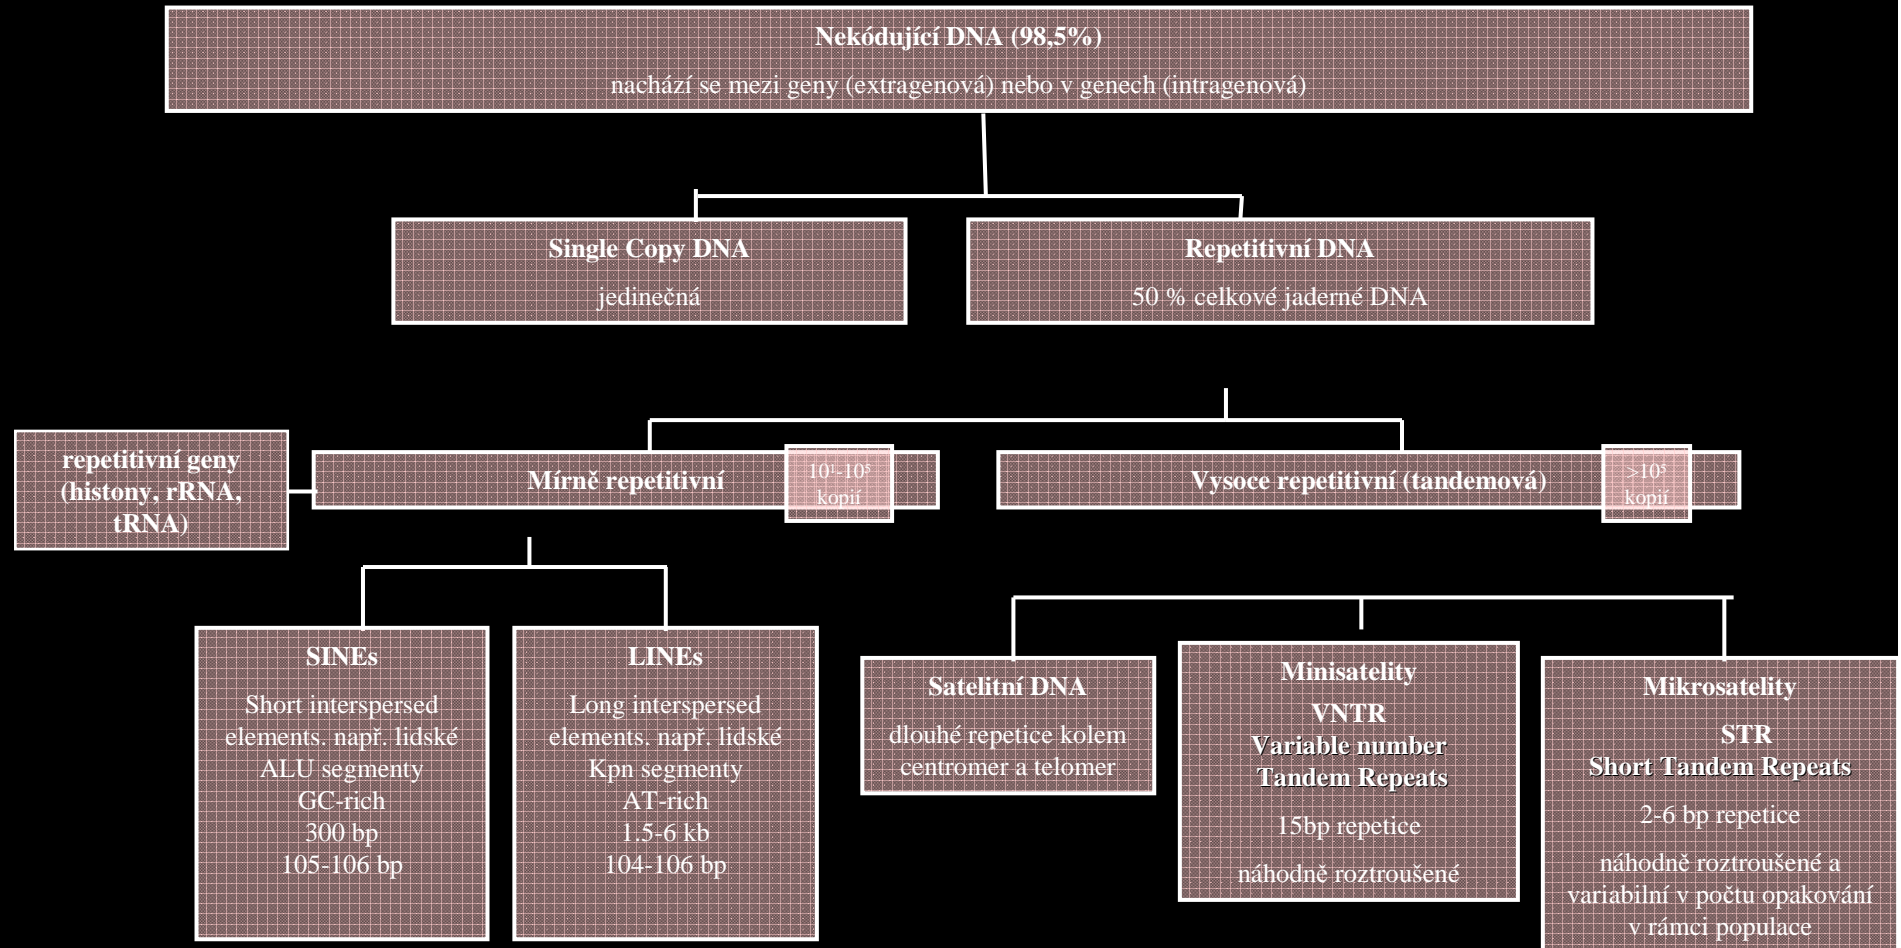 Nekódující DNA (98,5%)
nachází se mezi geny (extragenová) nebo v genech (intragenová)
Single Copy DNA
jedinečná
Repetitivní DNA
50 % celkové jaderné DNA
repetitivní geny
(histony, rRNA,
tRNA)
Mírně repetitivní
10¹-10⁵
kopií
Vysoce repetitivní (tandemová)
>10⁵
kopií
SINEs
Short interspersed
elements. např. lidské
ALU segmenty
GC-rich
300 bp
105-106 bp
LINEs
Long interspersed
elements. např. lidské
Kpn segmenty
AT-rich
1.5-6 kb
104-106 bp
Satelitní DNA
dlouhé repetice kolem
centromer a telomer
Minisatelity
VNTR
Variable number
Tandem Repeats
15bp repetice
náhodně roztroušené
Mikrosatelity
STR
Short Tandem Repeats
2-6 bp repetice
náhodně roztroušené a
variabilní v počtu opakování
v rámci populace